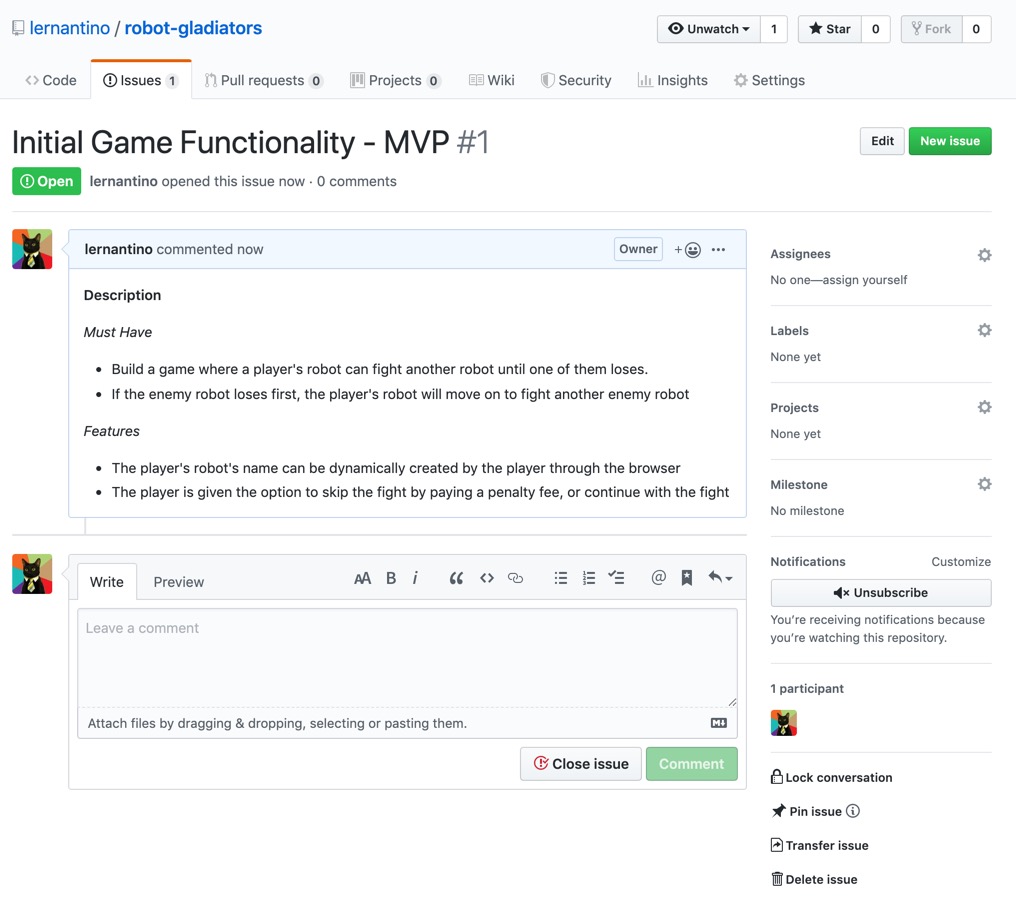 lernantino / robot-gladiators
Unwatch 1 Star 0 Fork 0
Code Issues 1 Pull requests 0 Projects 0 Wiki Security Insights Settings
Initial Game Functionality - MVP #1
Edit New issue
Open lernantino opened this issue now · 0 comments
lernantino commented now Owner
Description
Must Have
• Build a game where a player's robot can fight another robot until one of them loses.
• If the enemy robot loses first, the player's robot will move on to fight another enemy robot
Features
• The player's robot's name can be dynamically created by the player through the browser
• The player is given the option to skip the fight by paying a penalty fee, or continue with the fight
Write Preview
Leave a comment
Attach files by dragging & dropping, selecting or pasting them.
Close issue Comment
Assignees
No one—assign yourself
Labels
None yet
Projects
None yet
Milestone
No milestone
Notifications Customize
Unsubscribe
You're receiving notifications because
you're watching this repository.
1 participant
Lock conversation
Pin issue
Transfer issue
Delete issue